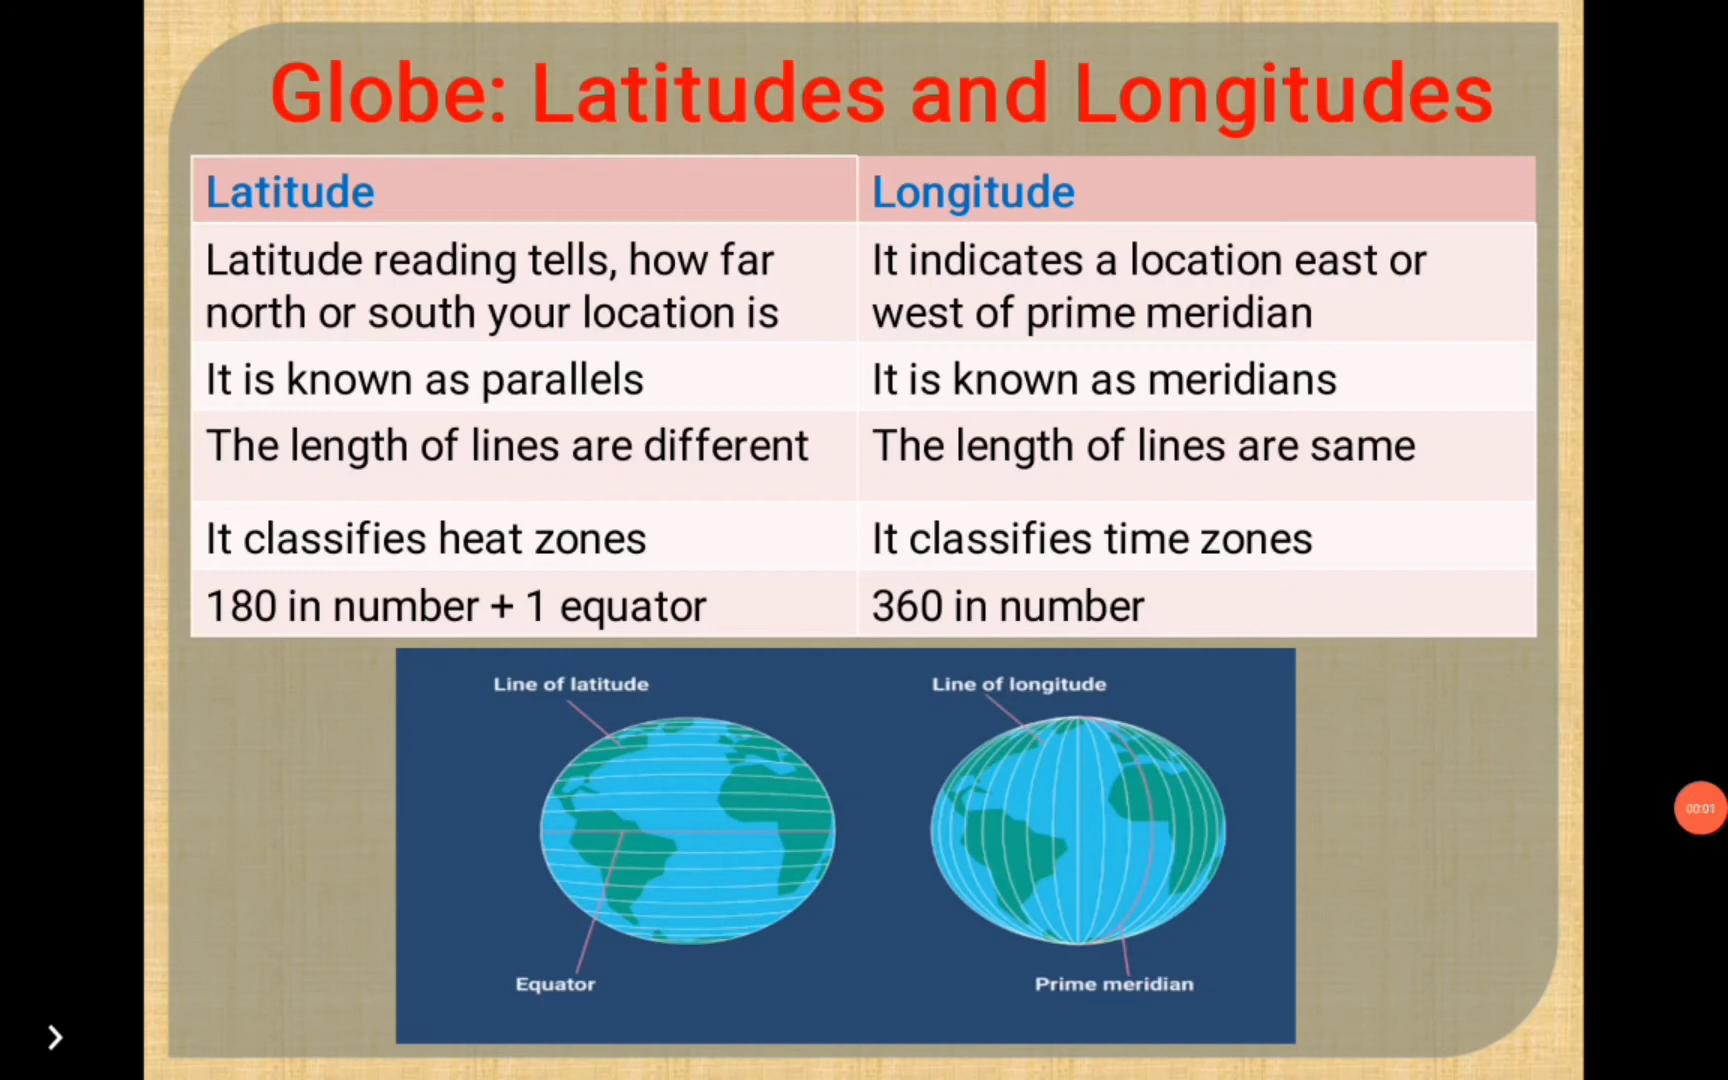 Globe: Latitudes and Longitudes
Latitude
Longitude
Latitude reading tells, how far
north or south your location is
It indicates a location east or
west of prime meridian
It is known as parallels
It is known as meridians
The length of lines are different
The length of lines are same
It classifies heat zones
It classifies time zones
180 in number + 1 equator
360 in number
Line of latitude
Line of longitude
Equator
Prime meridian
00:01